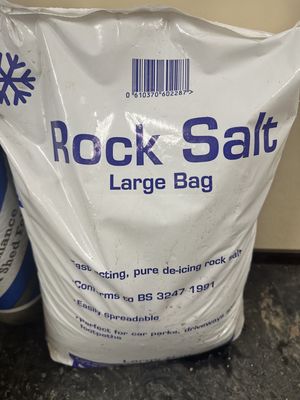 0 610370 602287 >
Rock Salt
Large Bag
Fast acting, pure de-icing rock salt
•Conforms to BS 3247 1991
•Easily Spreadable
•Perfect for car parks, driveways
footpaths
Large